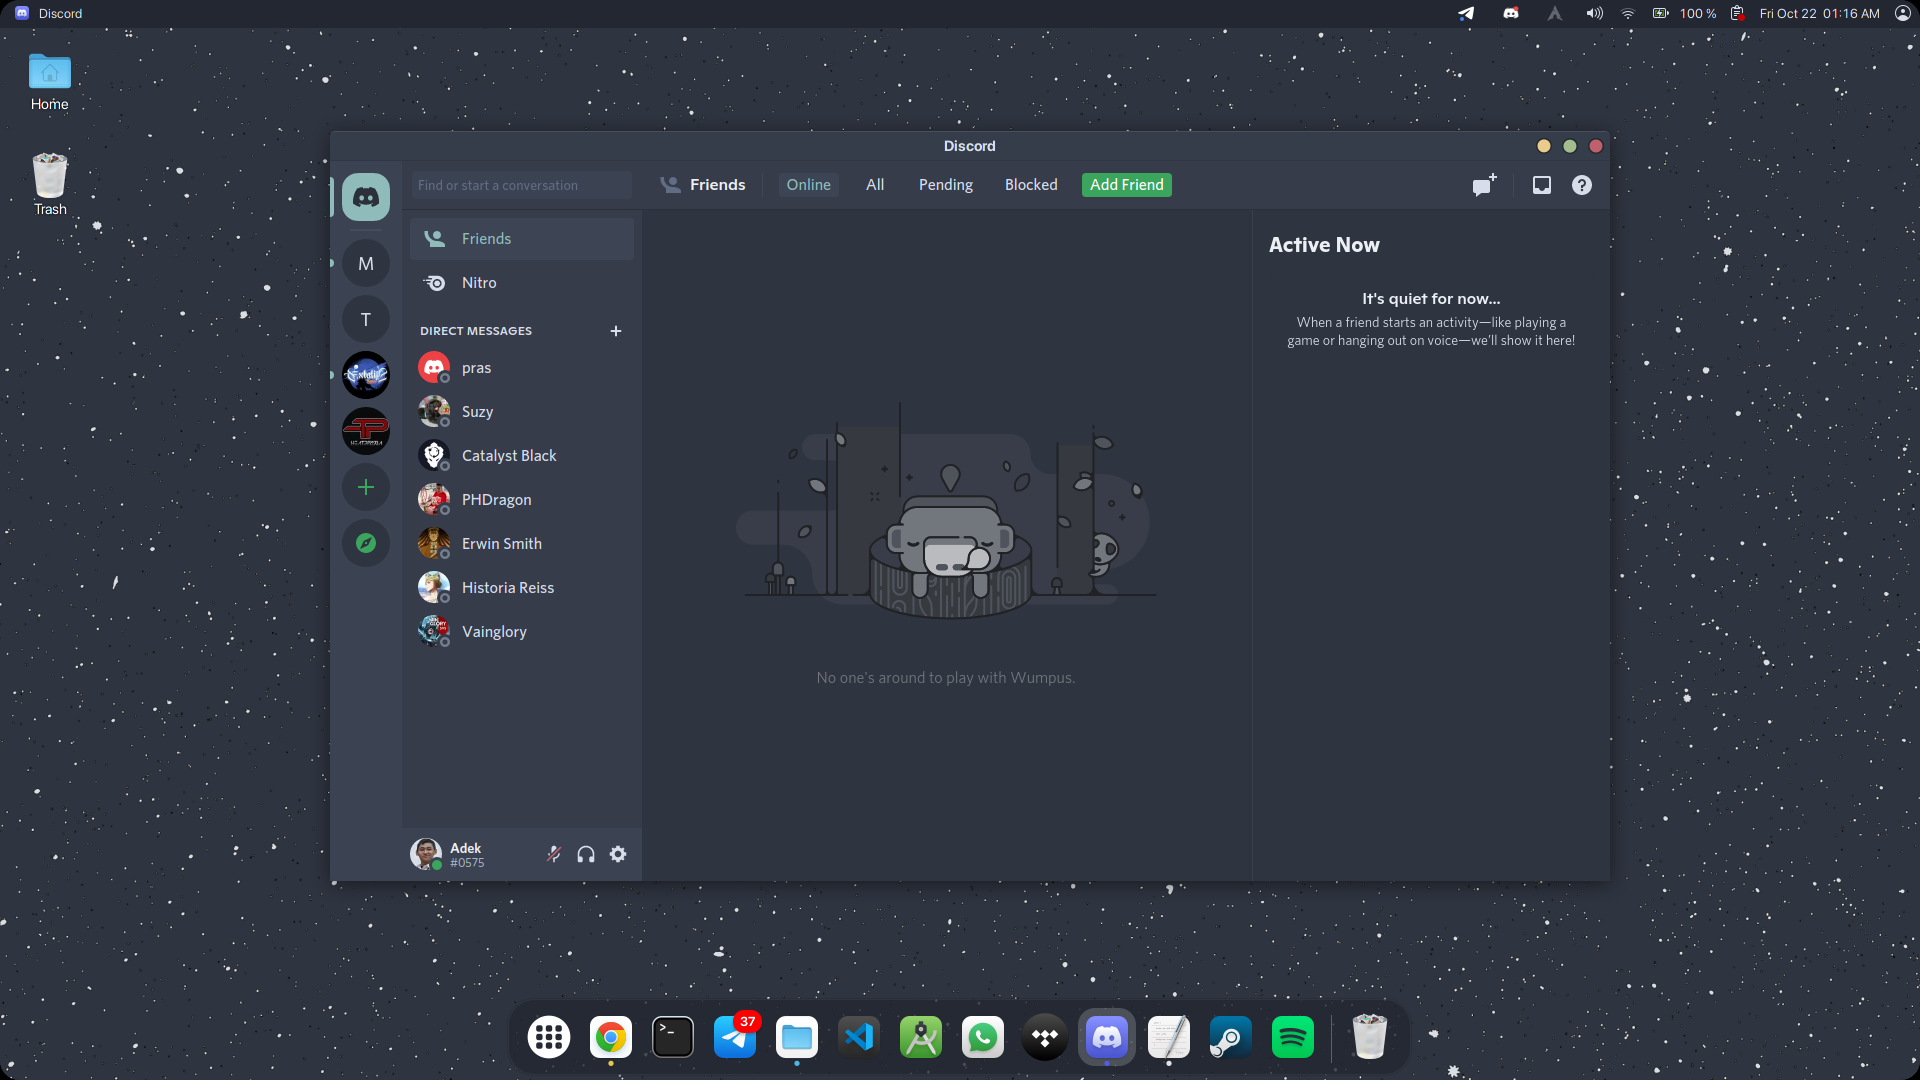 Discord
100 %
Fri Oct 22 01:16 AM
Home
Trash
Discord
Find or start a conversation
Friends
Online
All
Pending
Blocked
Add Friend
M
T
Friends
Nitro
DIRECT MESSAGES
pras
Suzy
Catalyst Black
PHDragon
Erwin Smith
Historia Reiss
Vainglory
Adek
#0575
No one's around to play with Wumpus.
Active Now
It's quiet for now...
When a friend starts an activity—like playing a
game or hanging out on voice—we'll show it here!
>_
37